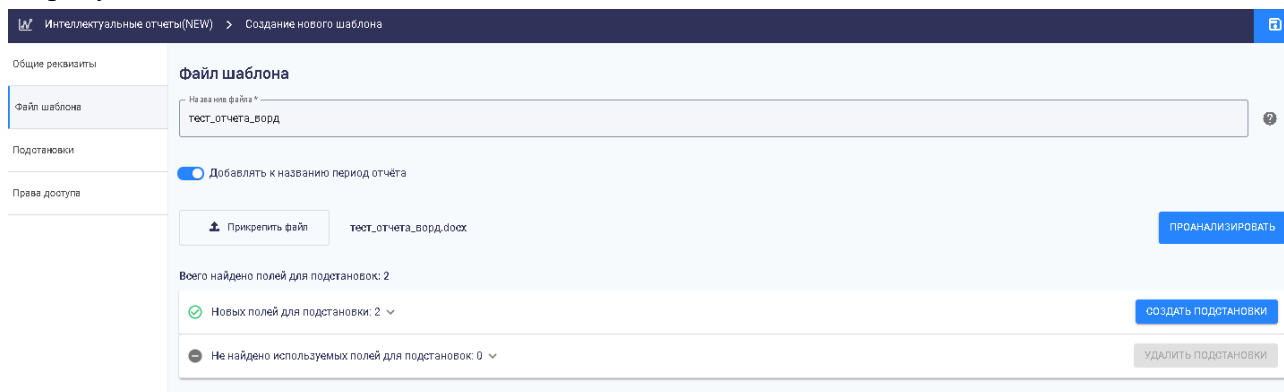 Интеллектуальные отчеты(NEW) > Создание нового шаблона
Общие реквизиты
Файл шаблона
Подстановки
Права доступа
Файл шаблона
Название файла *
тест_отчета_ворд
Добавлять к названию период отчёта
Прикрепить файл
тест_отчета_ворд.docx
ПРОАНАЛИЗИРОВАТЬ
Всего найдено полей для подстановок: 2
Новых полей для подстановки: 2
СОЗДАТЬ ПОДСТАНОВКИ
Не найдено используемых полей для подстановок: 0
УДАЛИТЬ ПОДСТАНОВКИ